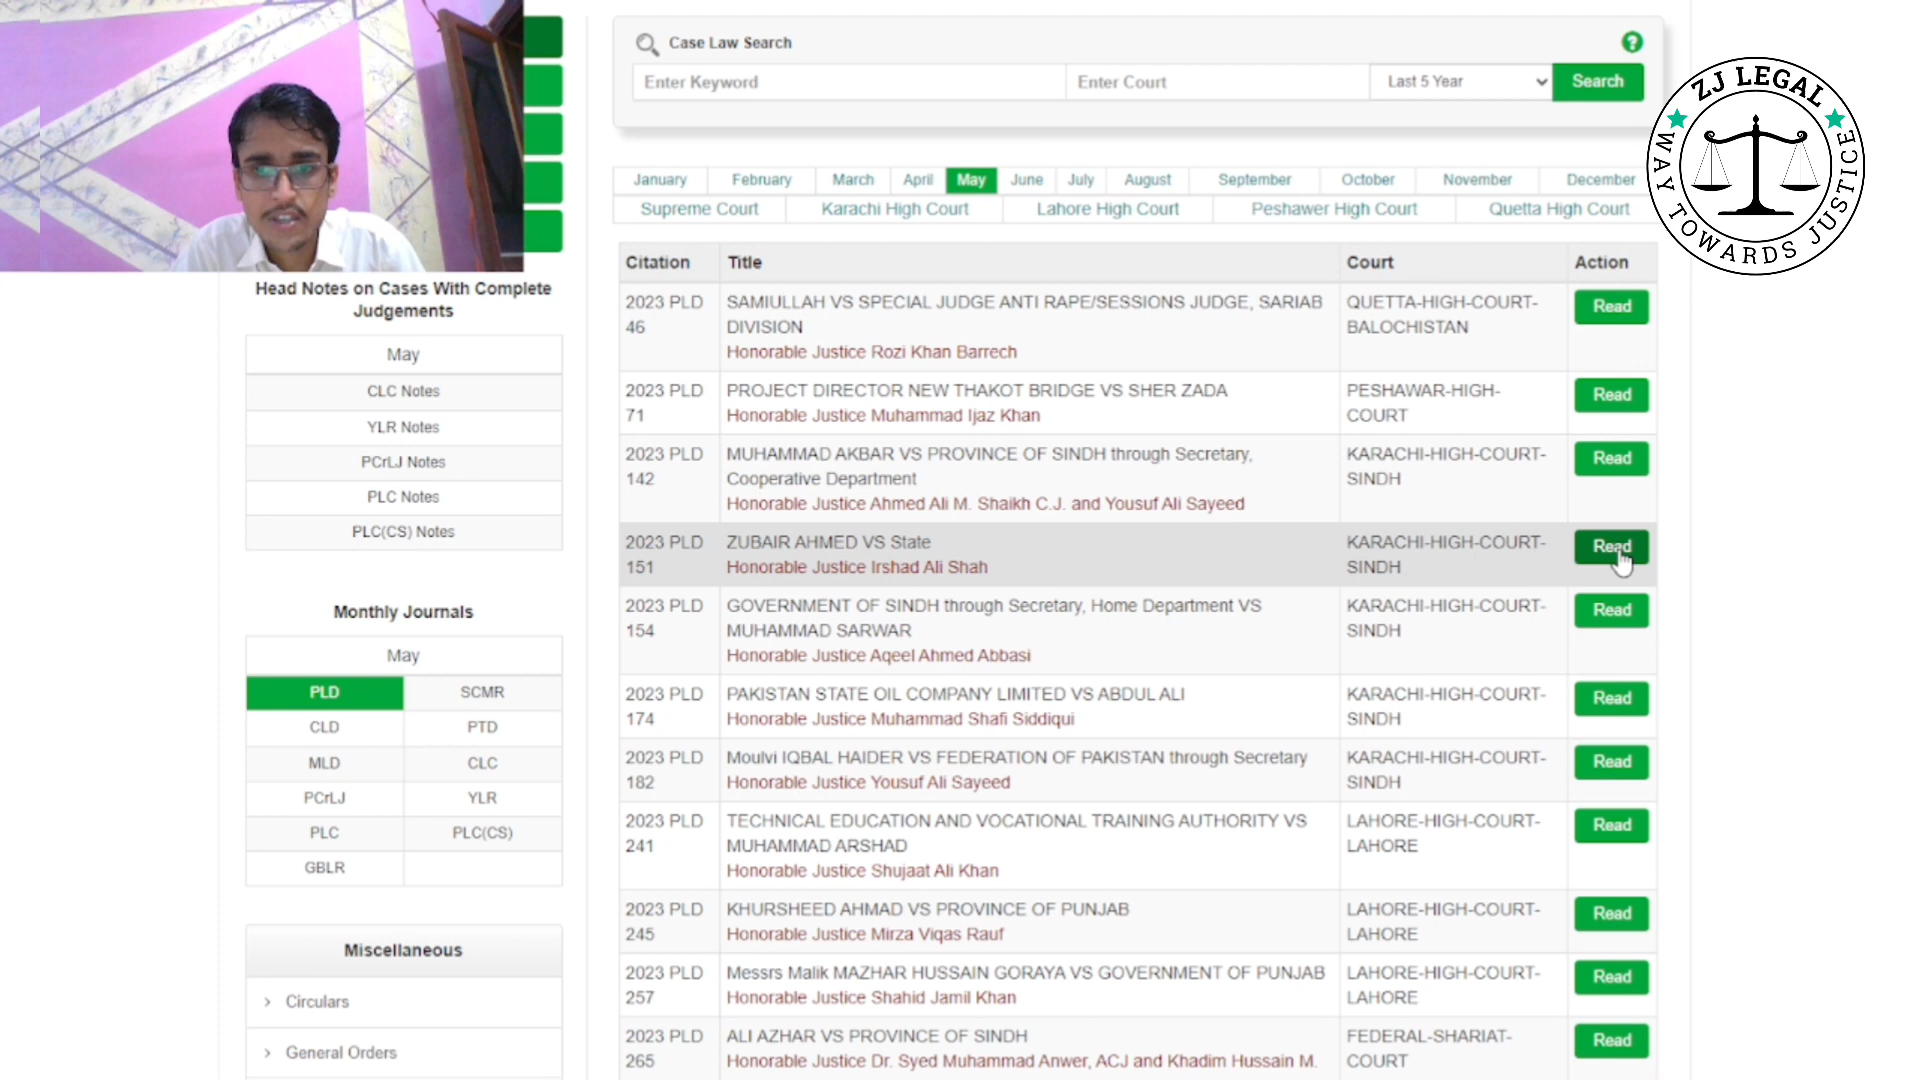 Case Law Search
?
Enter Keyword
Enter Court
Last 5 Year
Search
ZJ LEGAL
WAY TOWARDS JUSTICE
January
February
March
April
May
June
July
August
September
October
November
December
Supreme Court
Karachi High Court
Lahore High Court
Peshawer High Court
Quetta High Court
Head Notes on Cases With Complete
Judgements
May
CLC Notes
YLR Notes
PCrLJ Notes
PLC Notes
PLC(CS) Notes
Monthly Journals
May
PLD
SCMR
CLD
PTD
MLD
CLC
PCrLJ
YLR
PLC
PLC(CS)
GBLR
Miscellaneous
Circulars
General Orders
Citation
Title
Court
Action
2023 PLD
46
SAMIULLAH VS SPECIAL JUDGE ANTI RAPE/SESSIONS JUDGE, SARIAB
DIVISION
Honorable Justice Rozi Khan Barrech
QUETTA-HIGH-COURT-
BALOCHISTAN
Read
2023 PLD
71
PROJECT DIRECTOR NEW THAKOT BRIDGE VS SHER ZADA
Honorable Justice Muhammad Ijaz Khan
PESHAWAR-HIGH-
COURT
Read
2023 PLD
142
MUHAMMAD AKBAR VS PROVINCE OF SINDH through Secretary,
Cooperative Department
Honorable Justice Ahmed Ali M. Shaikh C.J. and Yousuf Ali Sayeed
KARACHI-HIGH-COURT-
SINDH
Read
2023 PLD
151
ZUBAIR AHMED VS State
Honorable Justice Irshad Ali Shah
KARACHI-HIGH-COURT-
SINDH
Read
2023 PLD
154
GOVERNMENT OF SINDH through Secretary, Home Department VS
MUHAMMAD SARWAR
Honorable Justice Aqeel Ahmed Abbasi
KARACHI-HIGH-COURT-
SINDH
Read
2023 PLD
174
PAKISTAN STATE OIL COMPANY LIMITED VS ABDUL ALI
Honorable Justice Muhammad Shafi Siddiqui
KARACHI-HIGH-COURT-
SINDH
Read
2023 PLD
182
Moulvi IQBAL HAIDER VS FEDERATION OF PAKISTAN through Secretary
Honorable Justice Yousuf Ali Sayeed
KARACHI-HIGH-COURT-
SINDH
Read
2023 PLD
241
TECHNICAL EDUCATION AND VOCATIONAL TRAINING AUTHORITY VS
MUHAMMAD ARSHAD
Honorable Justice Shujaat Ali Khan
LAHORE-HIGH-COURT-
LAHORE
Read
2023 PLD
245
KHURSHEED AHMAD VS PROVINCE OF PUNJAB
Honorable Justice Mirza Viqas Rauf
LAHORE-HIGH-COURT-
LAHORE
Read
2023 PLD
257
Messrs Malik MAZHAR HUSSAIN GORAYA VS GOVERNMENT OF PUNJAB
Honorable Justice Shahid Jamil Khan
LAHORE-HIGH-COURT-
LAHORE
Read
2023 PLD
265
ALI AZHAR VS PROVINCE OF SINDH
Honorable Justice Dr. Syed Muhammad Anwer, ACJ and Khadim Hussain M.
FEDERAL-SHARIAT-
COURT
Read